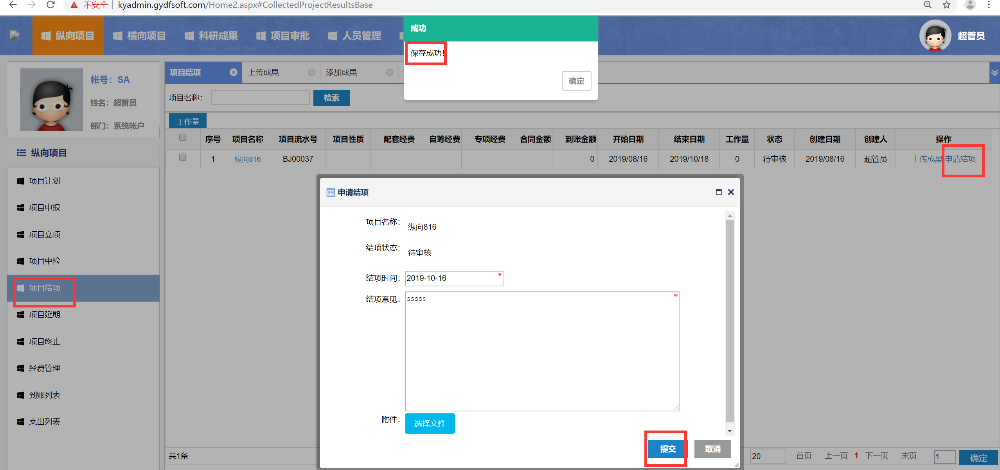 不安全 kyadmin.gydfsoft.com/Home2.aspx#CollectedProjectResultsBase
纵向项目 横向项目 科研成果 项目审批 人员管理
超管员
成功
保存成功!
确定
帐号：SA
姓名：超管员
部门：系统帐户
项目结项 上传成果 添加成果
项目名称： 检索
工作量
序号 项目名称 项目流水号 项目性质 配套经费 自筹经费 专项经费 合同金额 到账金额 开始日期 结束日期 工作量 状态 创建日期 创建人 操作
1 纵向816 BJ00037 0 2019/08/16 2019/10/18 0 待审核 2019/08/16 超管员 上传成果 申请结项
纵向项目
项目计划
项目申报
项目立项
项目中检
项目结项
项目延期
项目终止
经费管理
到账列表
支出列表
申请结项
项目名称： 纵向816
结项状态： 待审核
结项时间： 2019-10-16 *
结项意见： sssss *
附件： 选择文件
提交 取消
共1条 20 首页 上一页 1 下一页 末页 1 确定